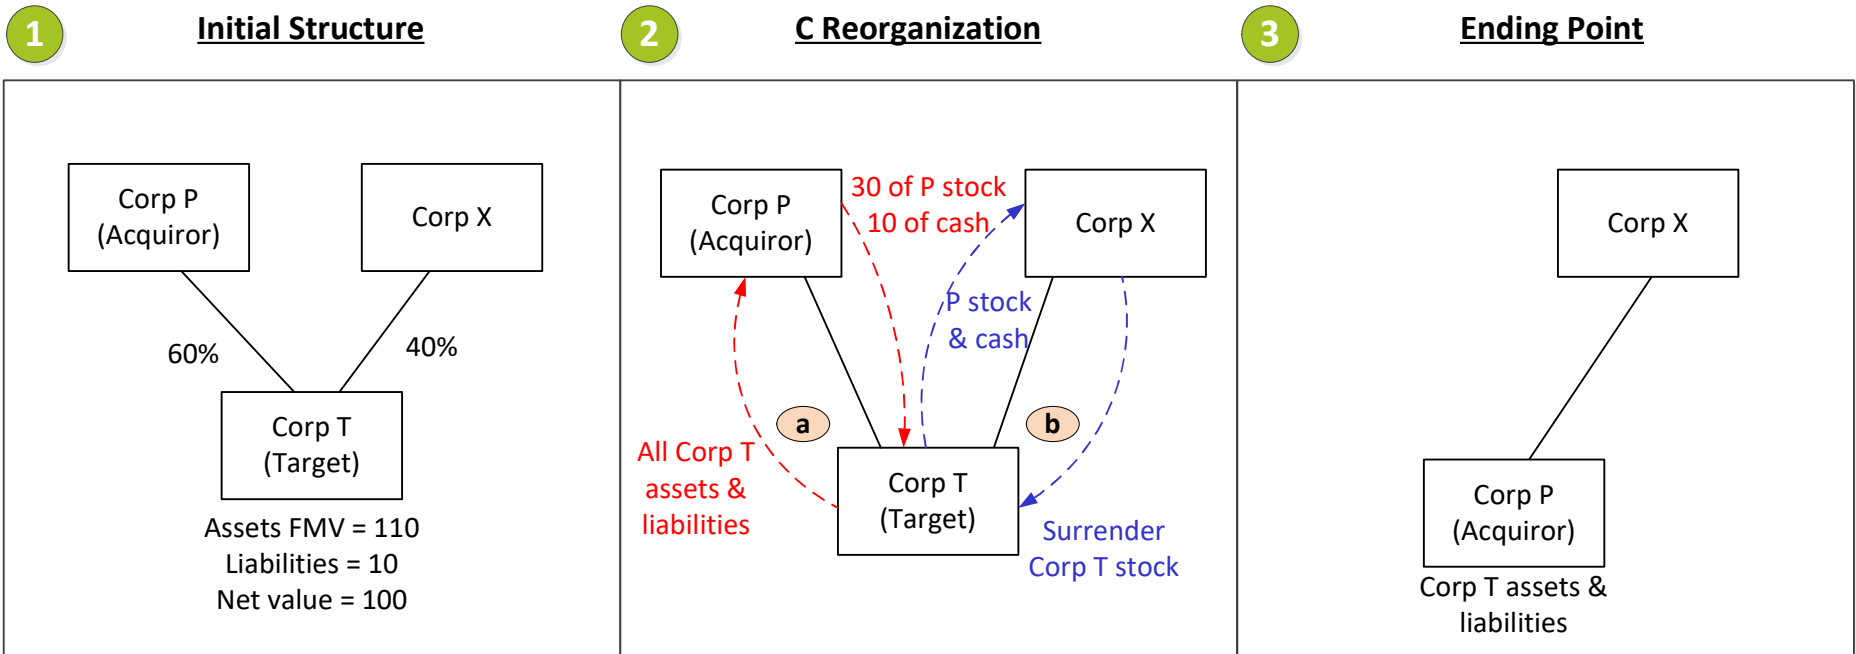 1
Initial Structure
Corp P
(Acquiror)
Corp X
60%
40%
Corp T
(Target)
Assets FMV = 110
Liabilities = 10
Net value = 100
2
C Reorganization
Corp P
(Acquiror)
30 of P stock
10 of cash
Corp X
P stock
& cash
a
b
All Corp T
assets &
liabilities
Corp T
(Target)
Surrender
Corp T stock
3
Ending Point
Corp X
Corp P
(Acquiror)
Corp T assets &
liabilities